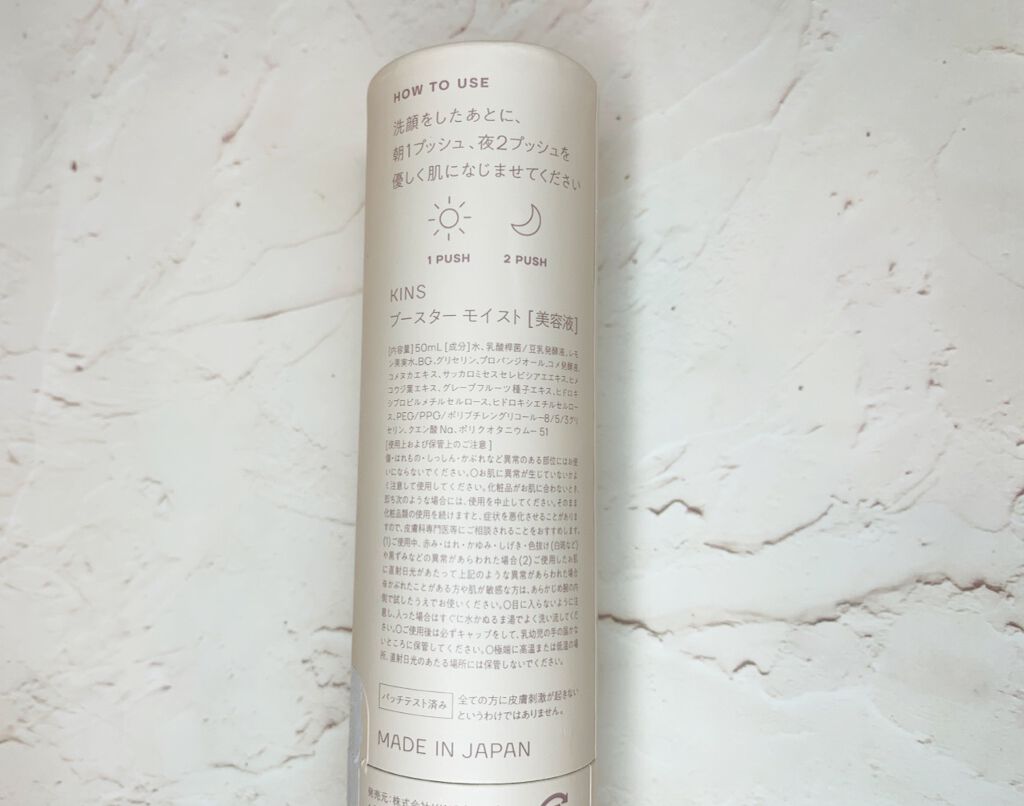 HOW TO USE
洗顔をしたあとに、
朝1プッシュ、夜2プッシュを
優しく肌になじませてください
1 PUSH 2 PUSH
KINS
ブースター モイスト [美容液]
[内容量] 50mL [成分] 水、乳酸桿菌/豆乳発酵液、レモ
ン果実水、BG、グリセリン、プロパンジオール、コメ発酵液、
コメヌカエキス、サッカロミセスセレビシアエエキス、ヒメ
コウジ葉エキス、グレープフルーツ種子エキス、ヒドロキ
シプロピルメチルセルロース、ヒドロキシエチルセルロー
ス、PEG/PPG/ポリブチレングリコール−8/5/3グリ
セリン、クエン酸Na、ポリクオタニウム−51
[使用上および保管上のご注意]
傷・はれもの・しっしん・かぶれなど異常のある部位にはお使
いにならないでください。〇お肌に異常が生じていないかよ
く注意して使用してください。化粧品がお肌に合わないとき、
即ち次のような場合には、使用を中止してください。そのまま
化粧品類の使用を続けますと、症状を悪化させることがありま
すので、皮膚科専門医等にご相談されることをおすすめします。
(1)ご使用中、赤み・はれ・かゆみ・しげき・色抜け(白斑など)
や黒ずみなどの異常があらわれた場合(2)ご使用したお肌
に直射日光があたって上記のような異常があらわれた場合
かぶれたことがある方や肌が敏感な方は、あらかじめ腕の内
側で試したうえでお使いください。〇目に入らないように注
意し、入った場合はすぐに水かぬるま湯でよく洗い流してくだ
さい。〇ご使用後は必ずキャップをして、乳幼児の手の届かな
いところに保管してください。〇極端に高温または低温の場
所、直射日光のあたる場所には保管しないでください。
パッチテスト済み 全ての方に皮膚刺激が起きない
というわけではありません。
MADE IN JAPAN
発売元：株式会社